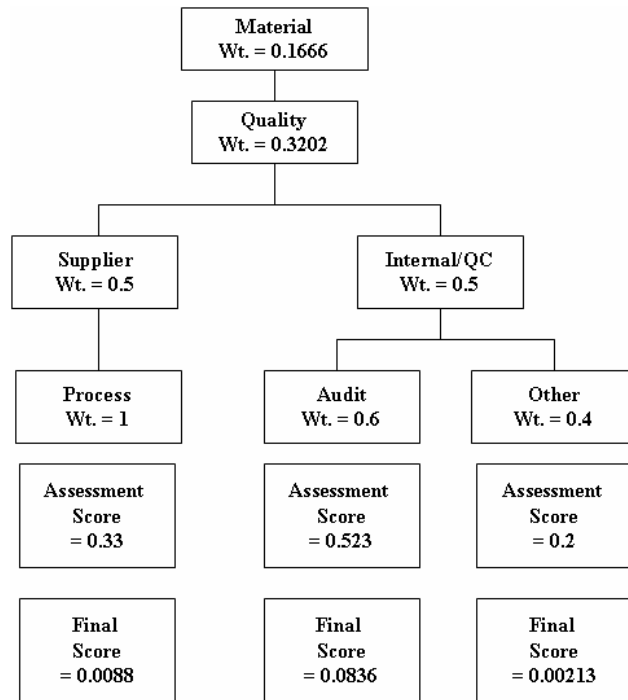 Material
Wt. = 0.1666
Quality
Wt. = 0.3202
Supplier
Wt. = 0.5
Internal/QC
Wt. = 0.5
Process
Wt. = 1
Audit
Wt. = 0.6
Other
Wt. = 0.4
Assessment
Score
= 0.33
Assessment
Score
= 0.523
Assessment
Score
= 0.2
Final
Score
= 0.0088
Final
Score
= 0.0836
Final
Score
= 0.00213